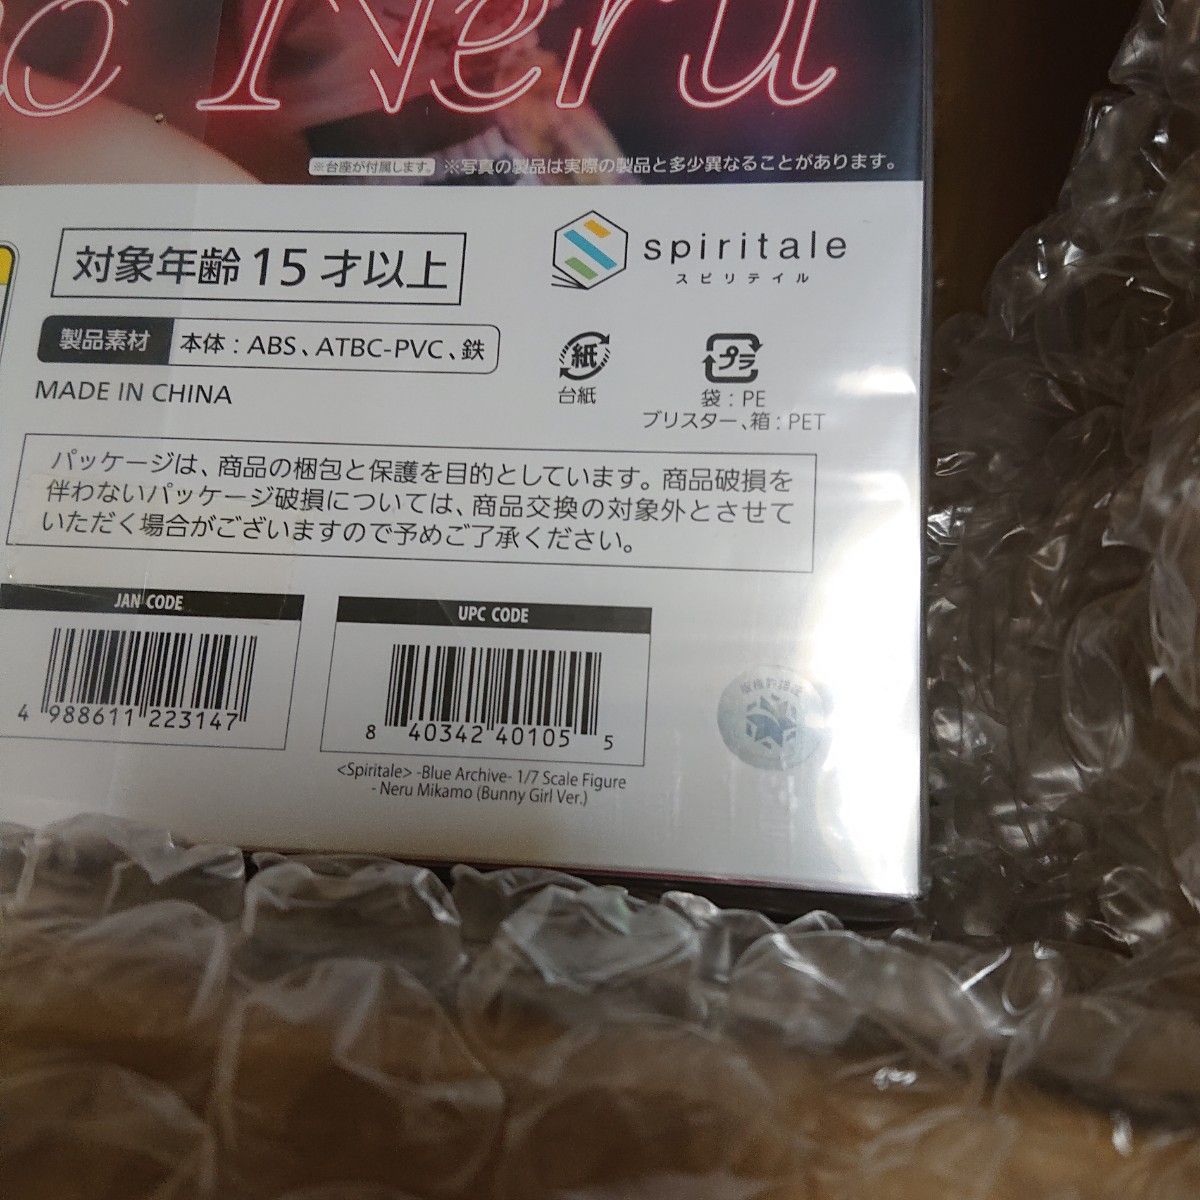 o Neru
※台座が付属します。 ※写真の製品は実際の製品と多少異なることがあります。
対象年齢15才以上
spiritale
スピリテイル
製品素材 本体：ABS、ATBC-PVC、鉄
MADE IN CHINA
紙
台紙
プラ
袋：PE
ブリスター、箱：PET
パッケージは、商品の梱包と保護を目的としています。商品破損を
伴わないパッケージ破損については、商品交換の対象外とさせて
いただく場合がございますので予めご了承ください。
JAN CODE
4 988611 223147
UPC CODE
8 40342 40105 5
<Spiritale> -Blue Archive- 1/7 Scale Figure
- Neru Mikamo (Bunny Girl Ver.)